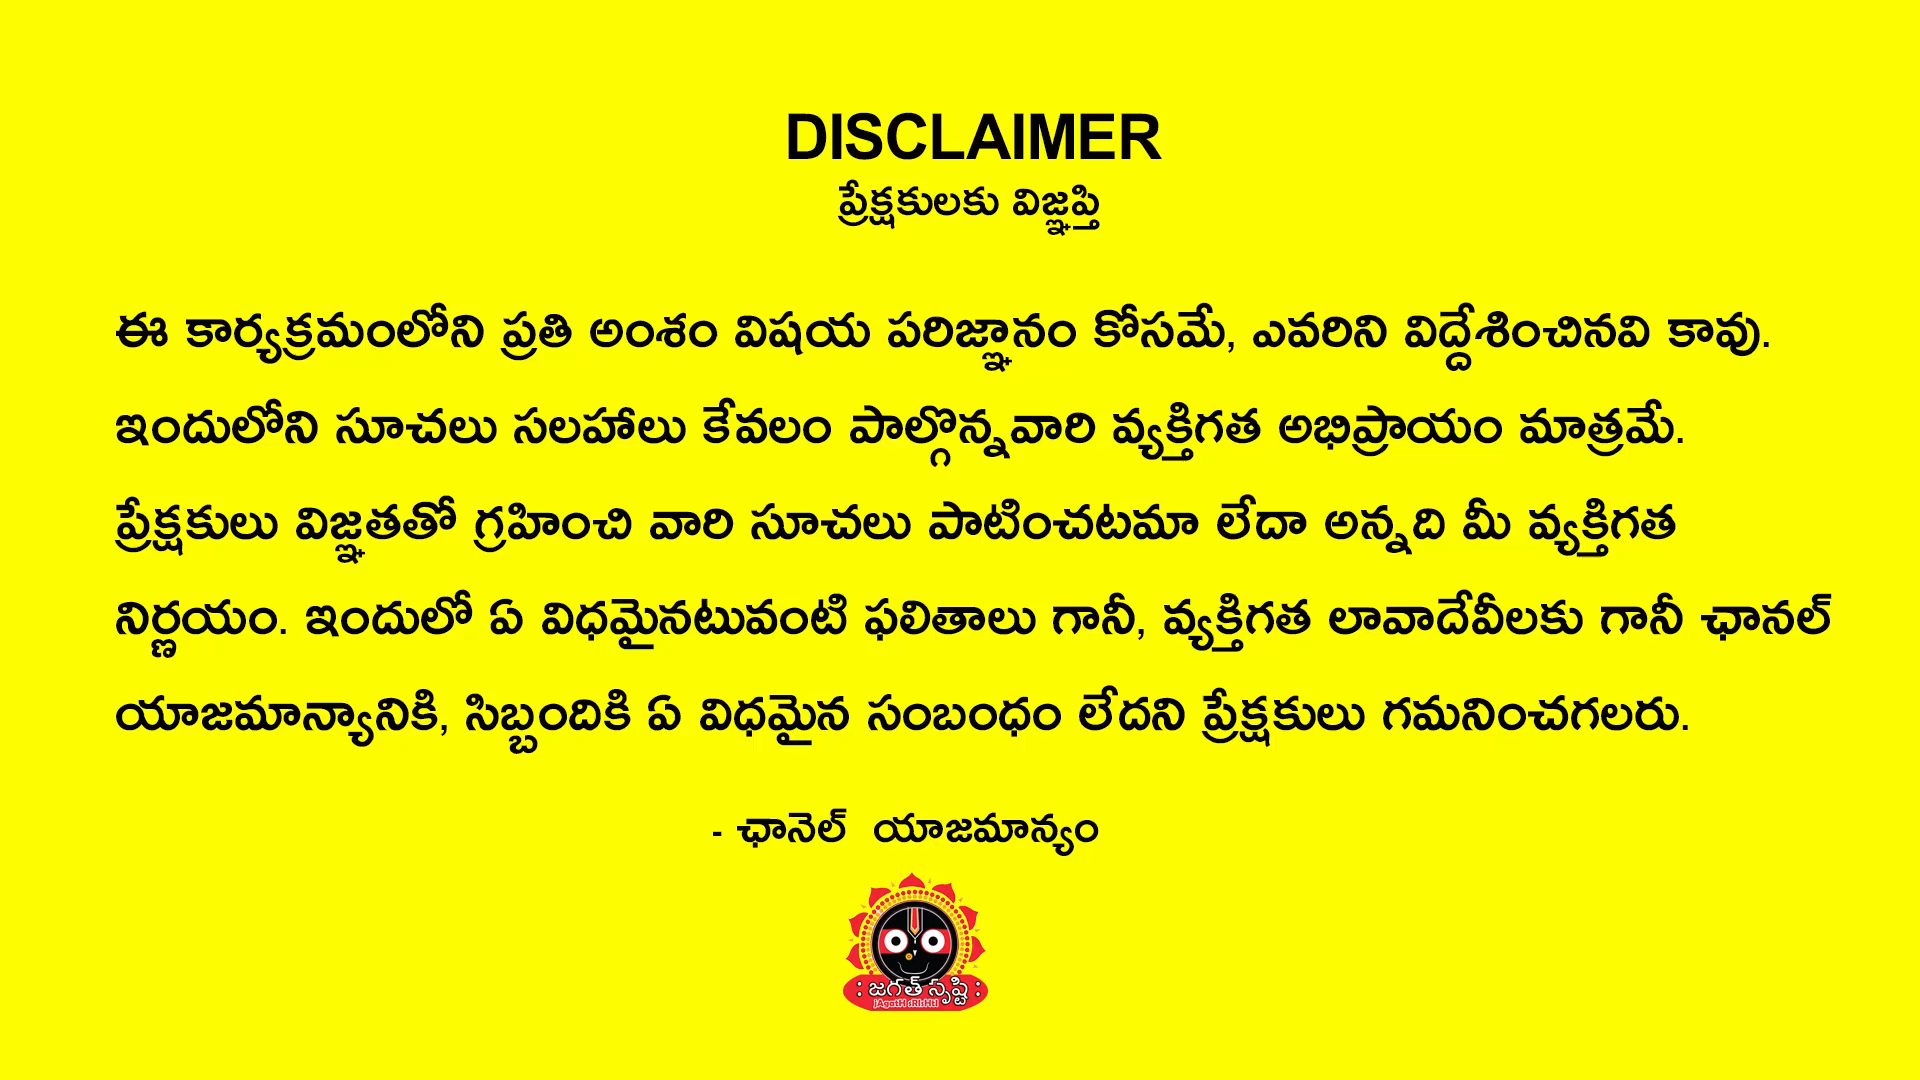 DISCLAIMER
ప్రేక్షకులకు విజ్ఞప్తి
ఈ కార్యక్రమంలోని ప్రతి అంశం విషయ పరిజ్ఞానం కోసమే, ఎవరిని విద్దేశించినవి కావు.
ఇందులోని సూచలు సలహాలు కేవలం పాల్గొన్నవారి వ్యక్తిగత అభిప్రాయం మాత్రమే.
ప్రేక్షకులు విజ్ఞతతో గ్రహించి వారి సూచలు పాటించటమా లేదా అన్నది మీ వ్యక్తిగత
నిర్ణయం. ఇందులో ఏ విధమైనటువంటి ఫలితాలు గానీ, వ్యక్తిగత లావాదేవీలకు గానీ ఛానల్
యాజమాన్యానికి, సిబ్బందికి ఏ విధమైన సంబంధం లేదని ప్రేక్షకులు గమనించగలరు.
- ఛానెల్ యాజమాన్యం
: జగత్ సృష్టి :
jAgatH sRIsHtI